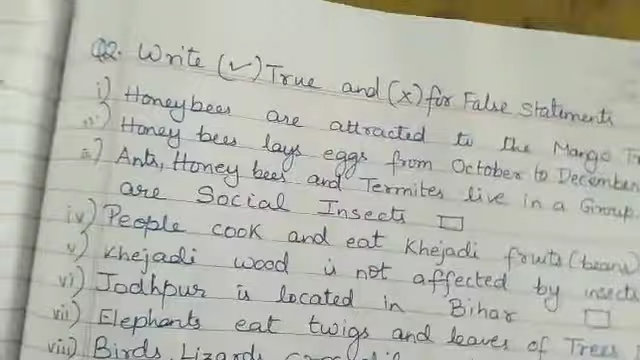 Q2. Write (✓) True and (x) for False Statements
i) Honeybees are attracted to the Mango
ii) Honey bees lays eggs from October to December
iii) Ants, Honey bees and Termites live in a Group
are Social Insects □
iv) People cook and eat Khejadi fruits (beans)
v) Khejadi wood is not affected by insects
vi) Jodhpur is located in Bihar □
vii) Elephants eat twigs and leaves of Trees
viii) Birds, Lizards